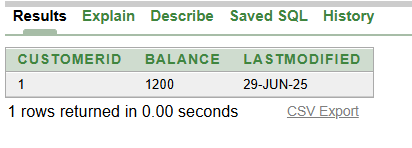 Results Explain Describe Saved SQL History
CUSTOMERID BALANCE LASTMODIFIED
1 1200 29-JUN-25
1 rows returned in 0.00 seconds CSV Export